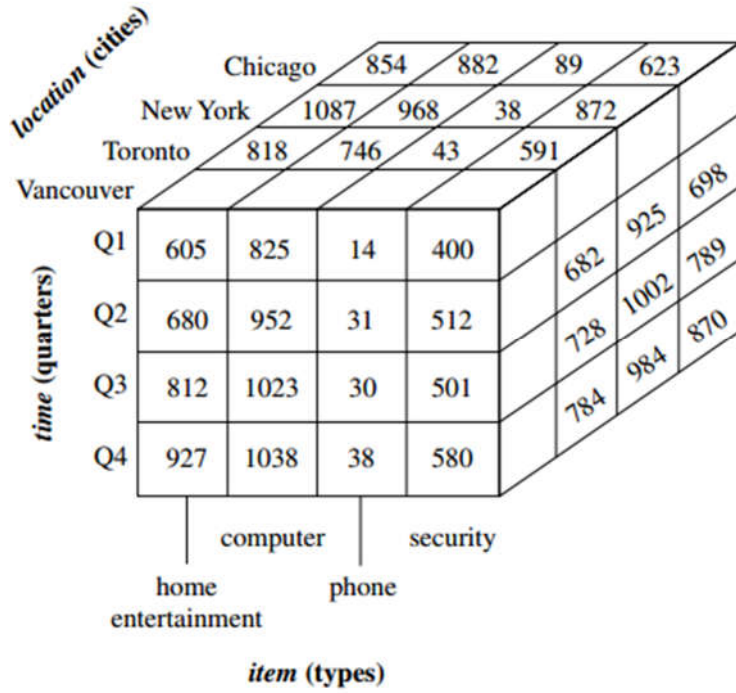 location (cities)
Chicago 854 882 89 623
New York 1087 968 38 872
Toronto 818 746 43 591
Vancouver
time (quarters)
Q1 605 825 14 400
Q2 680 952 31 512
Q3 812 1023 30 501
Q4 927 1038 38 580
682 925 698
728 1002 789
784 984 870
computer security
home phone
entertainment
item (types)